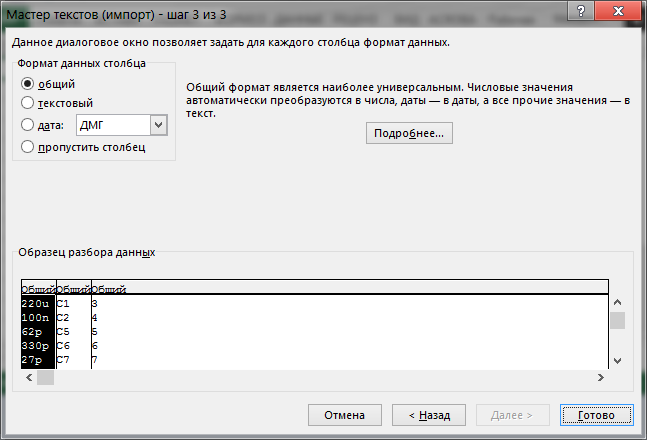 Мастер текстов (импорт) - шаг 3 из 3
Данное диалоговое окно позволяет задать для каждого столбца формат данных.
Формат данных столбца
общий
текстовый
дата: ДМГ
пропустить столбец
Общий формат является наиболее универсальным. Числовые значения
автоматически преобразуются в числа, даты — в даты, а все прочие значения — в
текст.
Подробнее...
Образец разбора данных
Общий Общий Общий
220u C1 3
100n C2 4
62p C5 5
330p C6 6
27p C7 7
Отмена
< Назад
Далее >
Готово